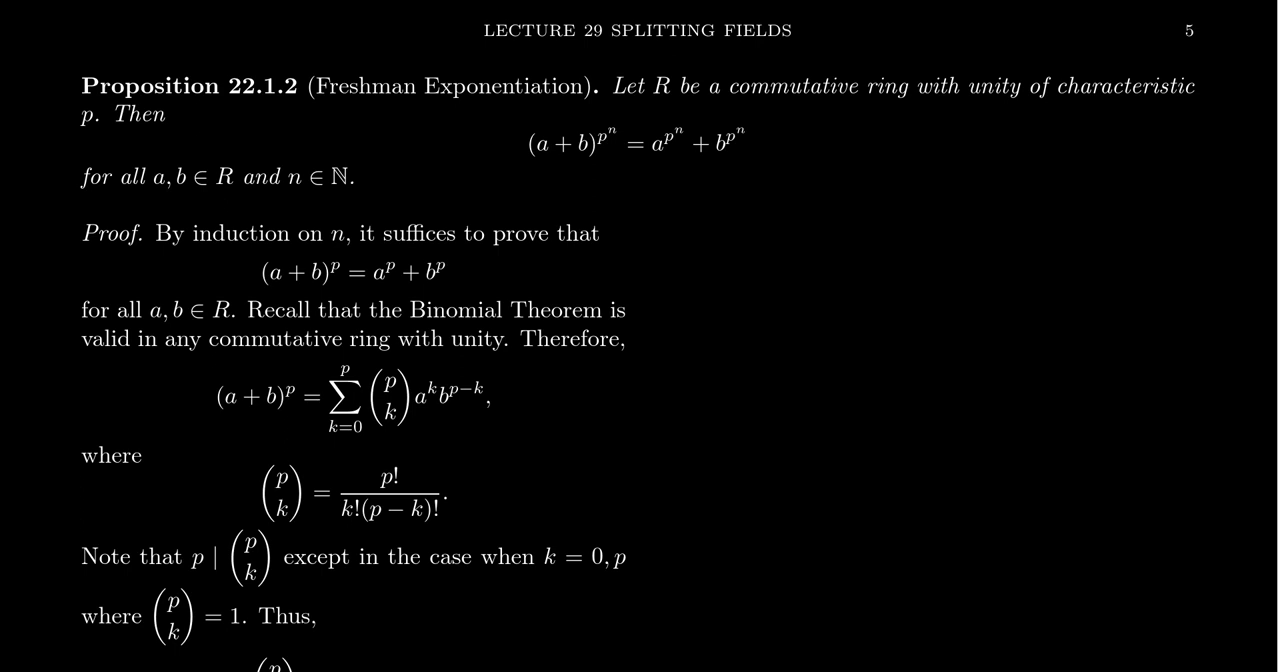 LECTURE 29 SPLITTING FIELDS 5
Proposition 22.1.2 (Freshman Exponentiation). Let R be a commutative ring with unity of characteristic
p. Then
(a + b)^{p^n} = a^{p^n} + b^{p^n}
for all a, b ∈ R and n ∈ ℕ.
Proof. By induction on n, it suffices to prove that
(a + b)^p = a^p + b^p
for all a, b ∈ R. Recall that the Binomial Theorem is
valid in any commutative ring with unity. Therefore,
(a + b)^p = \sum_{k=0}^{p} \binom{p}{k} a^k b^{p−k},
where
\binom{p}{k} = \frac{p!}{k!(p − k)!}.
Note that p | \binom{p}{k} except in the case when k = 0, p
where \binom{p}{k} = 1. Thus,